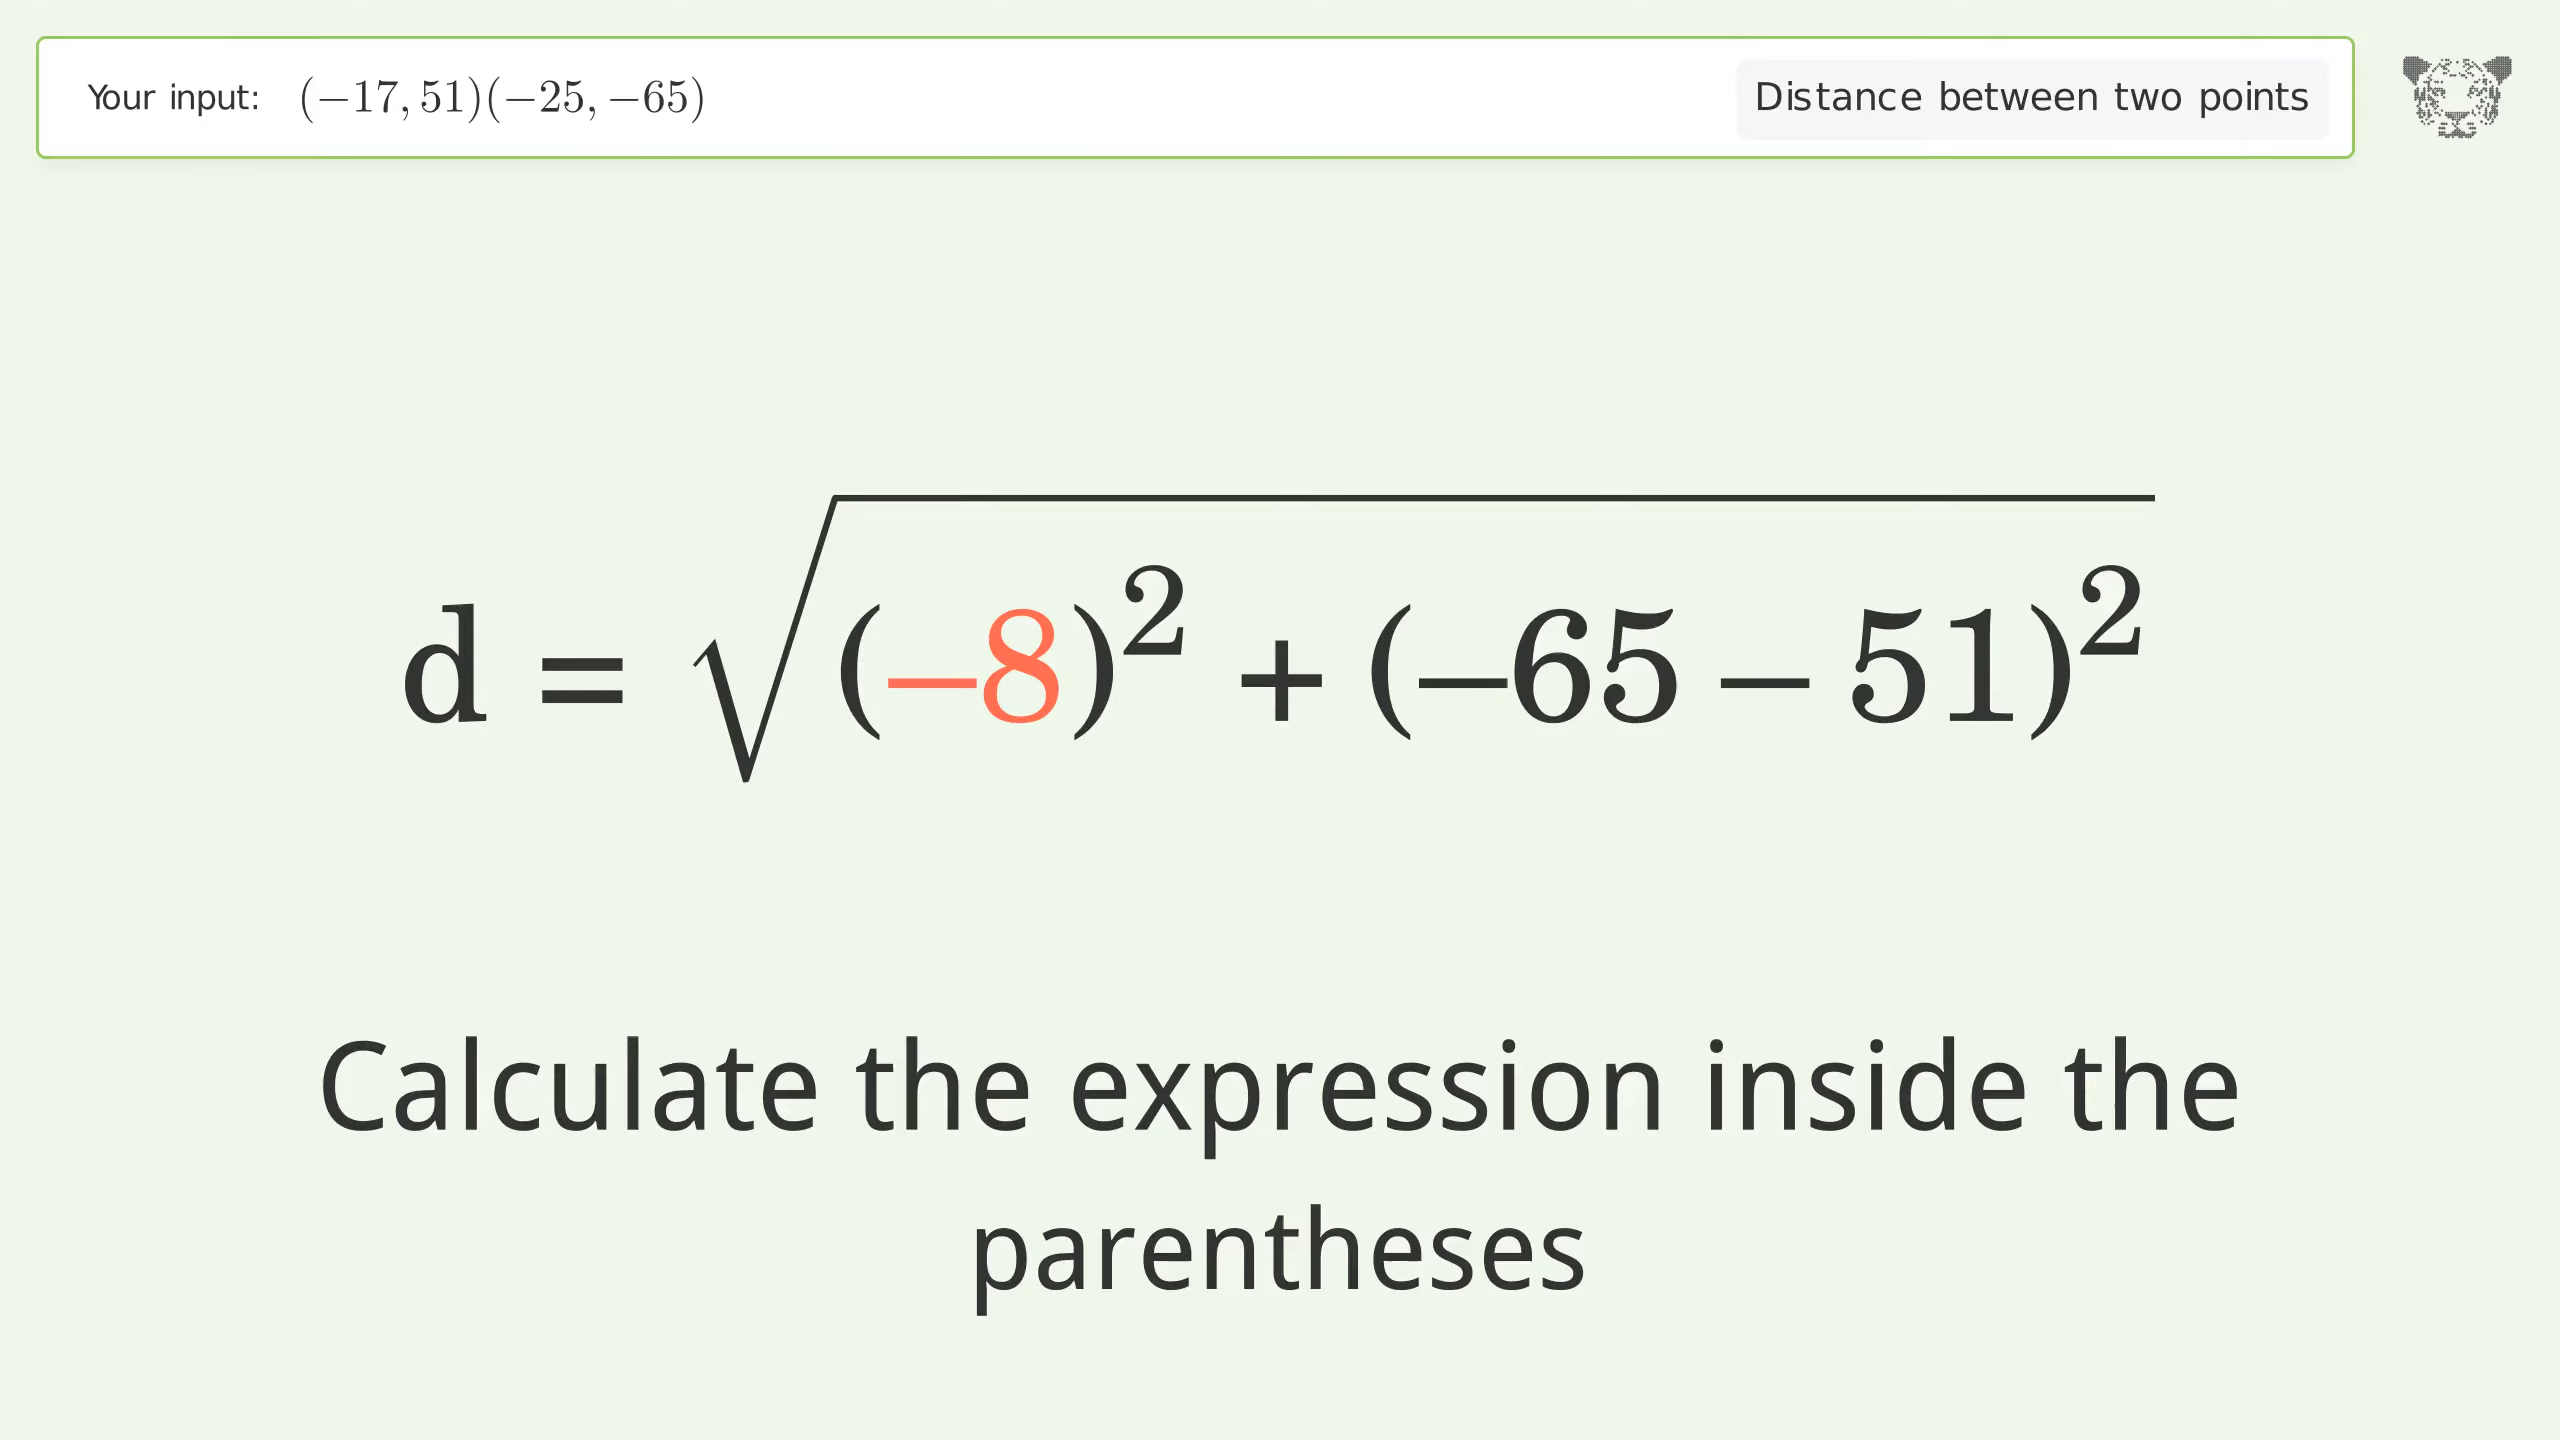 Your input: (−17, 51)(−25, −65)
Distance between two points
d = √(−8)² + (−65 − 51)²
Calculate the expression inside the
parentheses